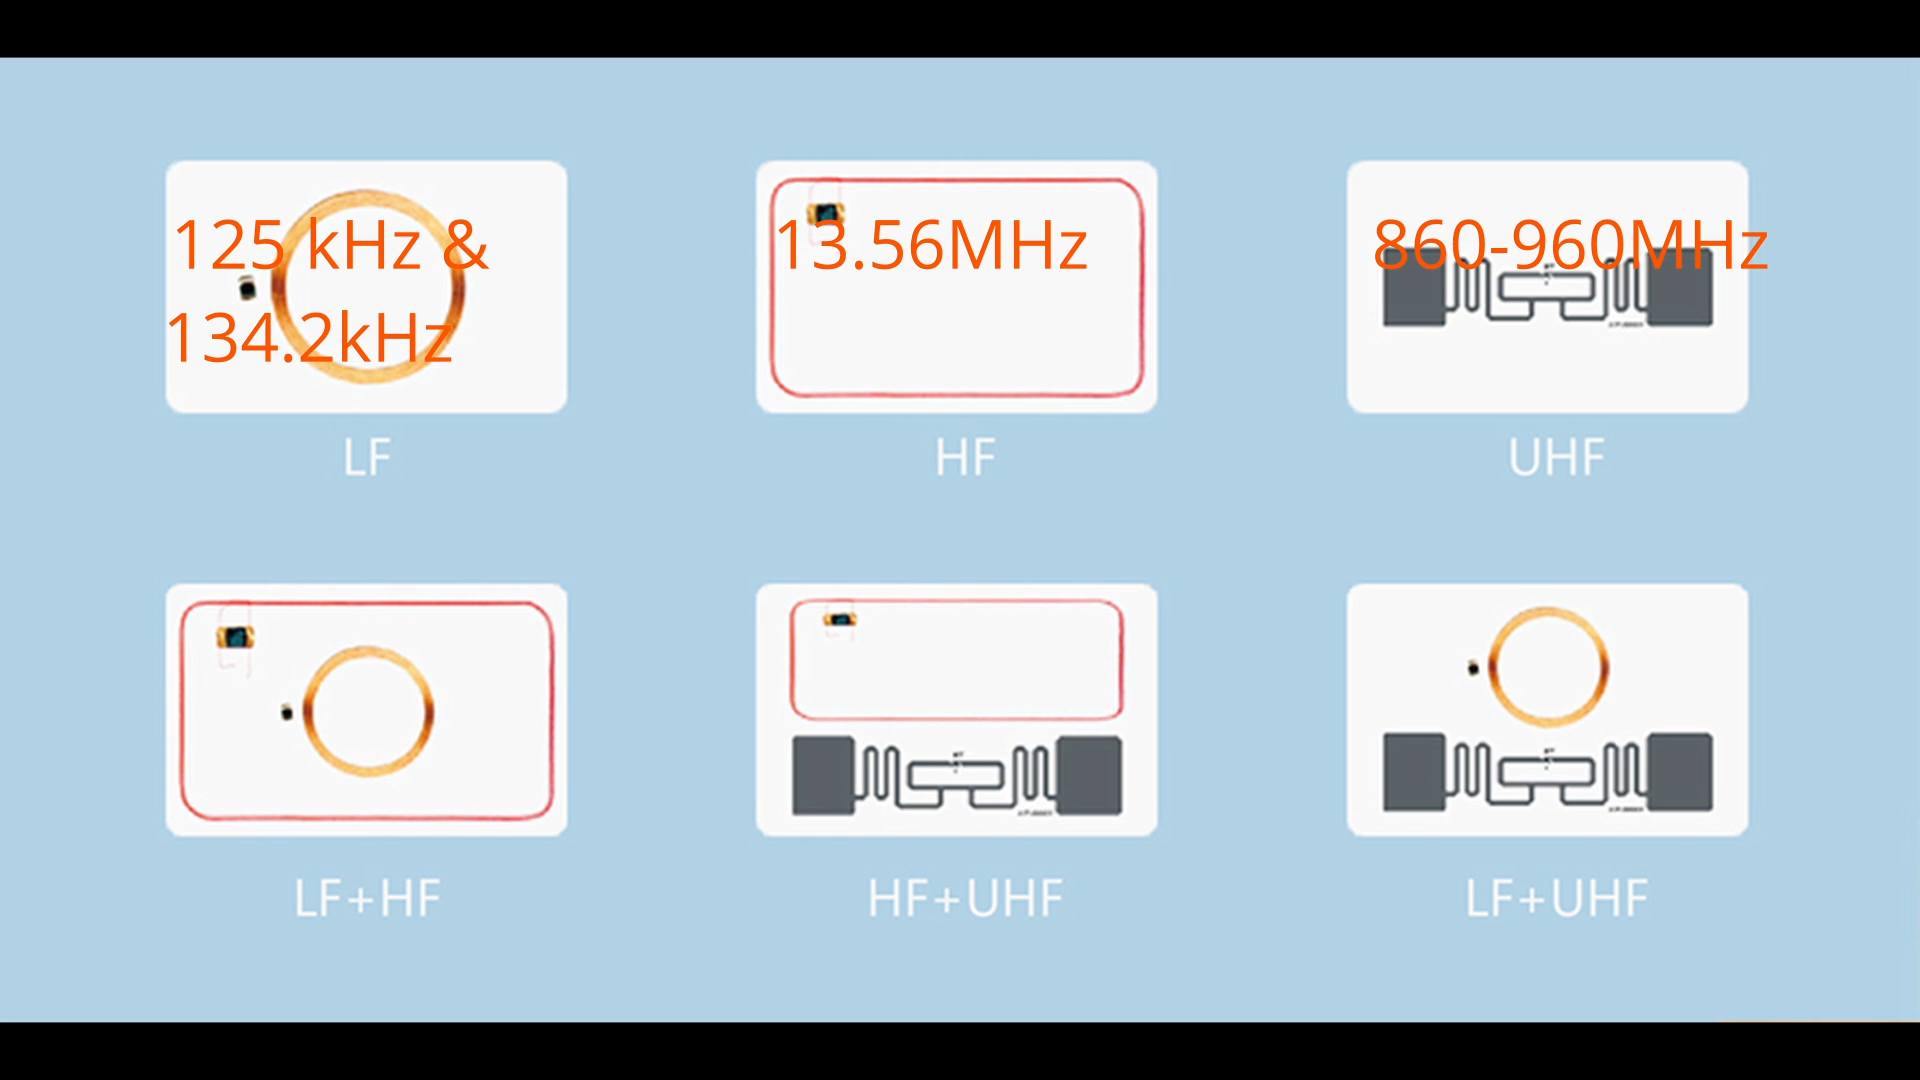 125 kHz &
134.2kHz
13.56MHz
860-960MHz
LF
HF
UHF
LF+HF
HF+UHF
LF+UHF